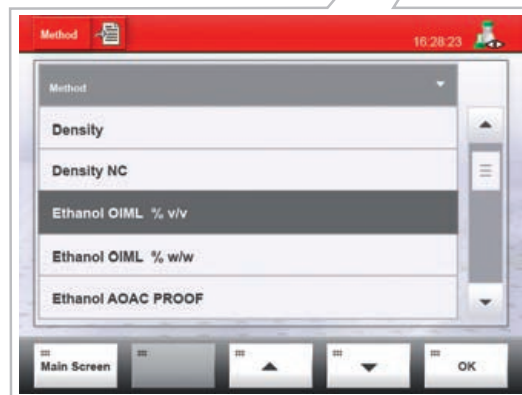 Method
16:28:23
Method
Density
Density NC
Ethanol OIML % v/v
Ethanol OIML % w/w
Ethanol AOAC PROOF
Main Screen
OK